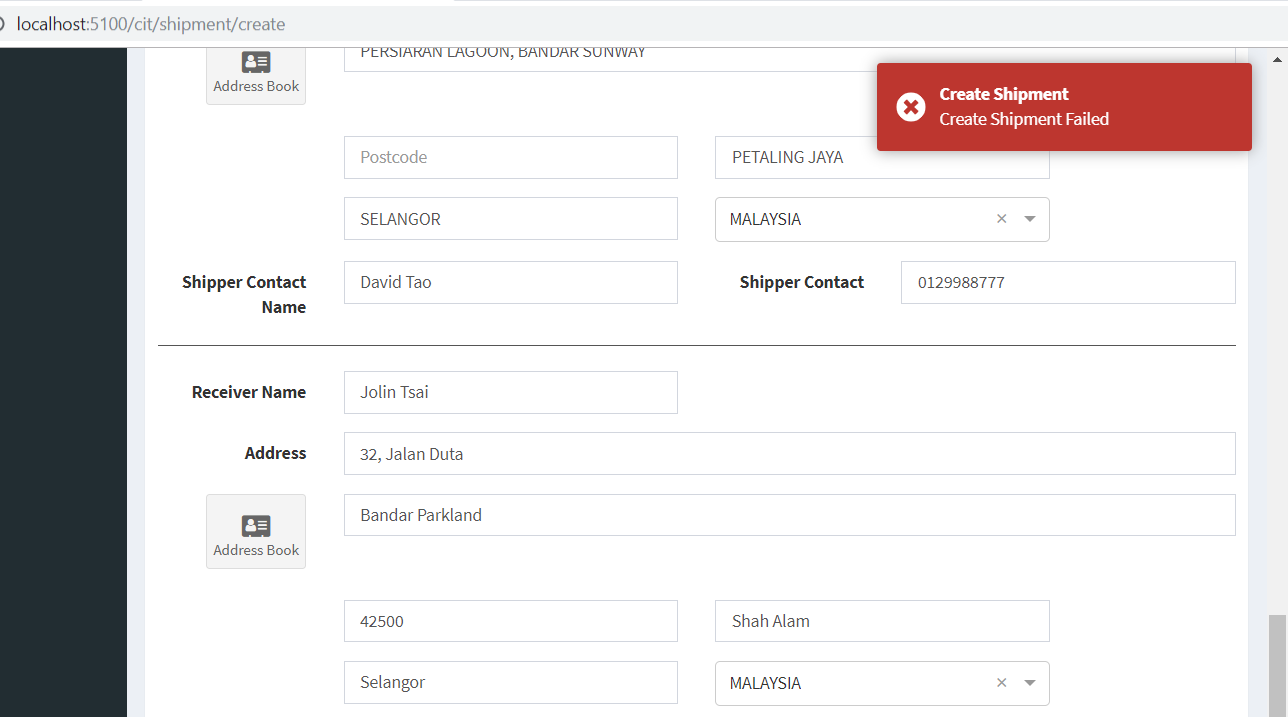 localhost:5100/cit/shipment/create
PERSIARAN LAGOON, BANDAR SUNWAY
Address Book
Create Shipment
Create Shipment Failed
Postcode
PETALING JAYA
SELANGOR
MALAYSIA
Shipper Contact Name
David Tao
Shipper Contact
0129988777
Receiver Name
Jolin Tsai
Address
32, Jalan Duta
Address Book
Bandar Parkland
42500
Shah Alam
Selangor
MALAYSIA